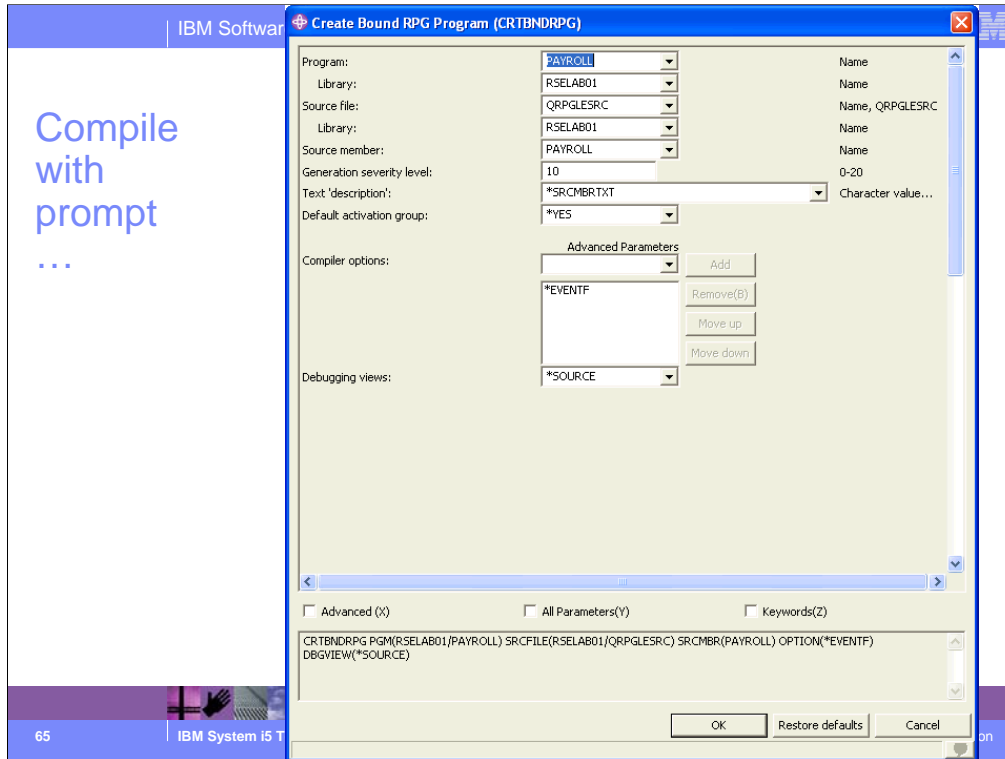 IBM Softwar
Create Bound RPG Program (CRTBNDRPG)
Compile
with
prompt
…
Program: PAYROLL Name
Library: RSELAB01 Name
Source file: QRPGLESRC Name, QRPGLESRC
Library: RSELAB01 Name
Source member: PAYROLL Name
Generation severity level: 10 0-20
Text 'description': *SRCMBRTXT Character value...
Default activation group: *YES
Advanced Parameters
Compiler options: Add
*EVENTF Remove(B)
Move up
Move down
Debugging views: *SOURCE
Advanced (X) All Parameters(Y) Keywords(Z)
CRTBNDRPG PGM(RSELAB01/PAYROLL) SRCFILE(RSELAB01/QRPGLESRC) SRCMBR(PAYROLL) OPTION(*EVENTF)
DBGVIEW(*SOURCE)
OK Restore defaults Cancel
65 IBM System i5 T on